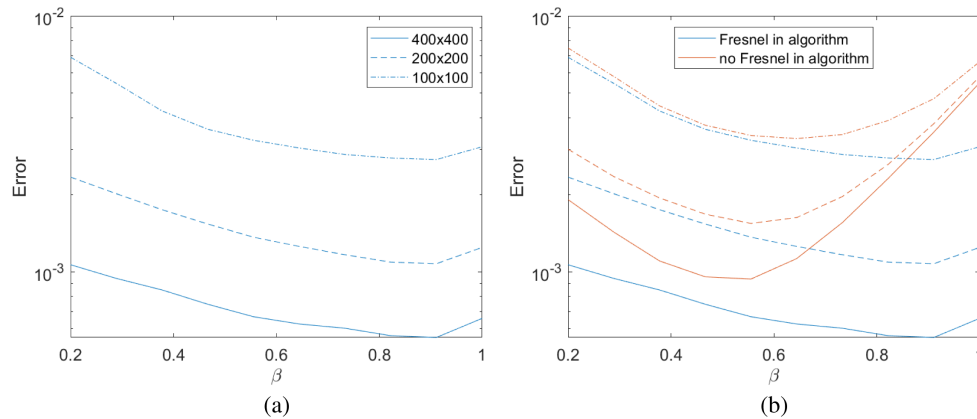 10^-2
10^-3
Error
0.2 0.4 0.6 0.8 1
β
400x400
200x200
100x100
(a)
10^-2
10^-3
Error
0.2 0.4 0.6 0.8 1
β
Fresnel in algorithm
no Fresnel in algorithm
(b)